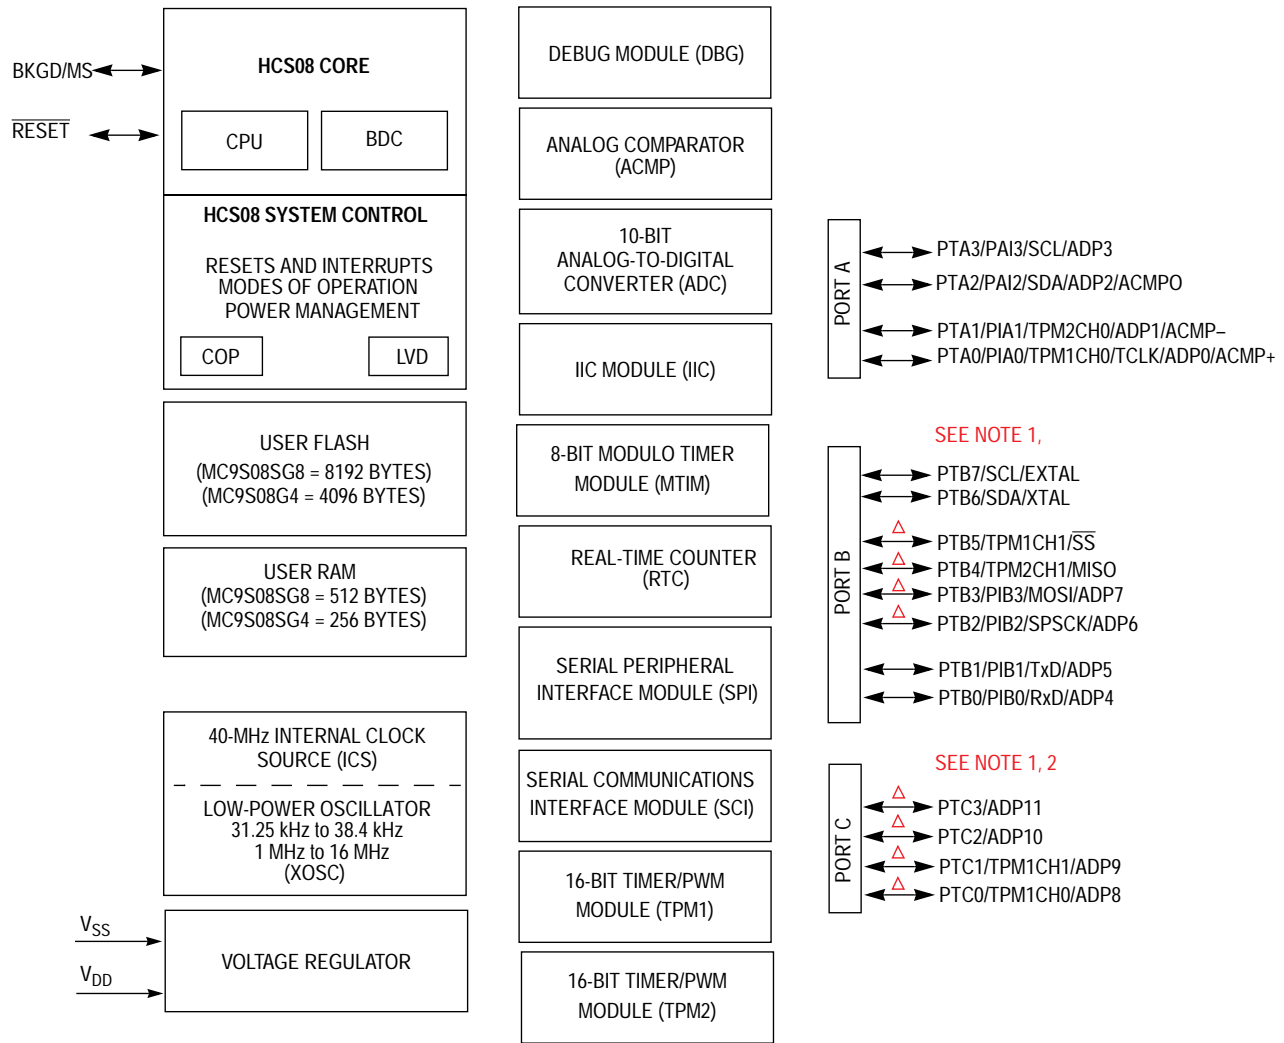 BKGD/MS
RESET
HCS08 CORE
CPU
BDC
HCS08 SYSTEM CONTROL
RESETS AND INTERRUPTS
MODES OF OPERATION
POWER MANAGEMENT
COP
LVD
USER FLASH
(MC9S08SG8 = 8192 BYTES)
(MC9S08G4 = 4096 BYTES)
USER RAM
(MC9S08SG8 = 512 BYTES)
(MC9S08SG4 = 256 BYTES)
40-MHz INTERNAL CLOCK
SOURCE (ICS)
LOW-POWER OSCILLATOR
31.25 kHz to 38.4 kHz
1 MHz to 16 MHz
(XOSC)
VSS
VDD
VOLTAGE REGULATOR
DEBUG MODULE (DBG)
ANALOG COMPARATOR
(ACMP)
10-BIT
ANALOG-TO-DIGITAL
CONVERTER (ADC)
IIC MODULE (IIC)
8-BIT MODULO TIMER
MODULE (MTIM)
REAL-TIME COUNTER
(RTC)
SERIAL PERIPHERAL
INTERFACE MODULE (SPI)
SERIAL COMMUNICATIONS
INTERFACE MODULE (SCI)
16-BIT TIMER/PWM
MODULE (TPM1)
16-BIT TIMER/PWM
MODULE (TPM2)
PORT A
PTA3/PAI3/SCL/ADP3
PTA2/PAI2/SDA/ADP2/ACMPO
PTA1/PIA1/TPM2CH0/ADP1/ACMP–
PTA0/PIA0/TPM1CH0/TCLK/ADP0/ACMP+
SEE NOTE 1,
PORT B
PTB7/SCL/EXTAL
PTB6/SDA/XTAL
PTB5/TPM1CH1/SS
PTB4/TPM2CH1/MISO
PTB3/PIB3/MOSI/ADP7
PTB2/PIB2/SPSCK/ADP6
PTB1/PIB1/TxD/ADP5
PTB0/PIB0/RxD/ADP4
SEE NOTE 1, 2
PORT C
PTC3/ADP11
PTC2/ADP10
PTC1/TPM1CH1/ADP9
PTC0/TPM1CH0/ADP8